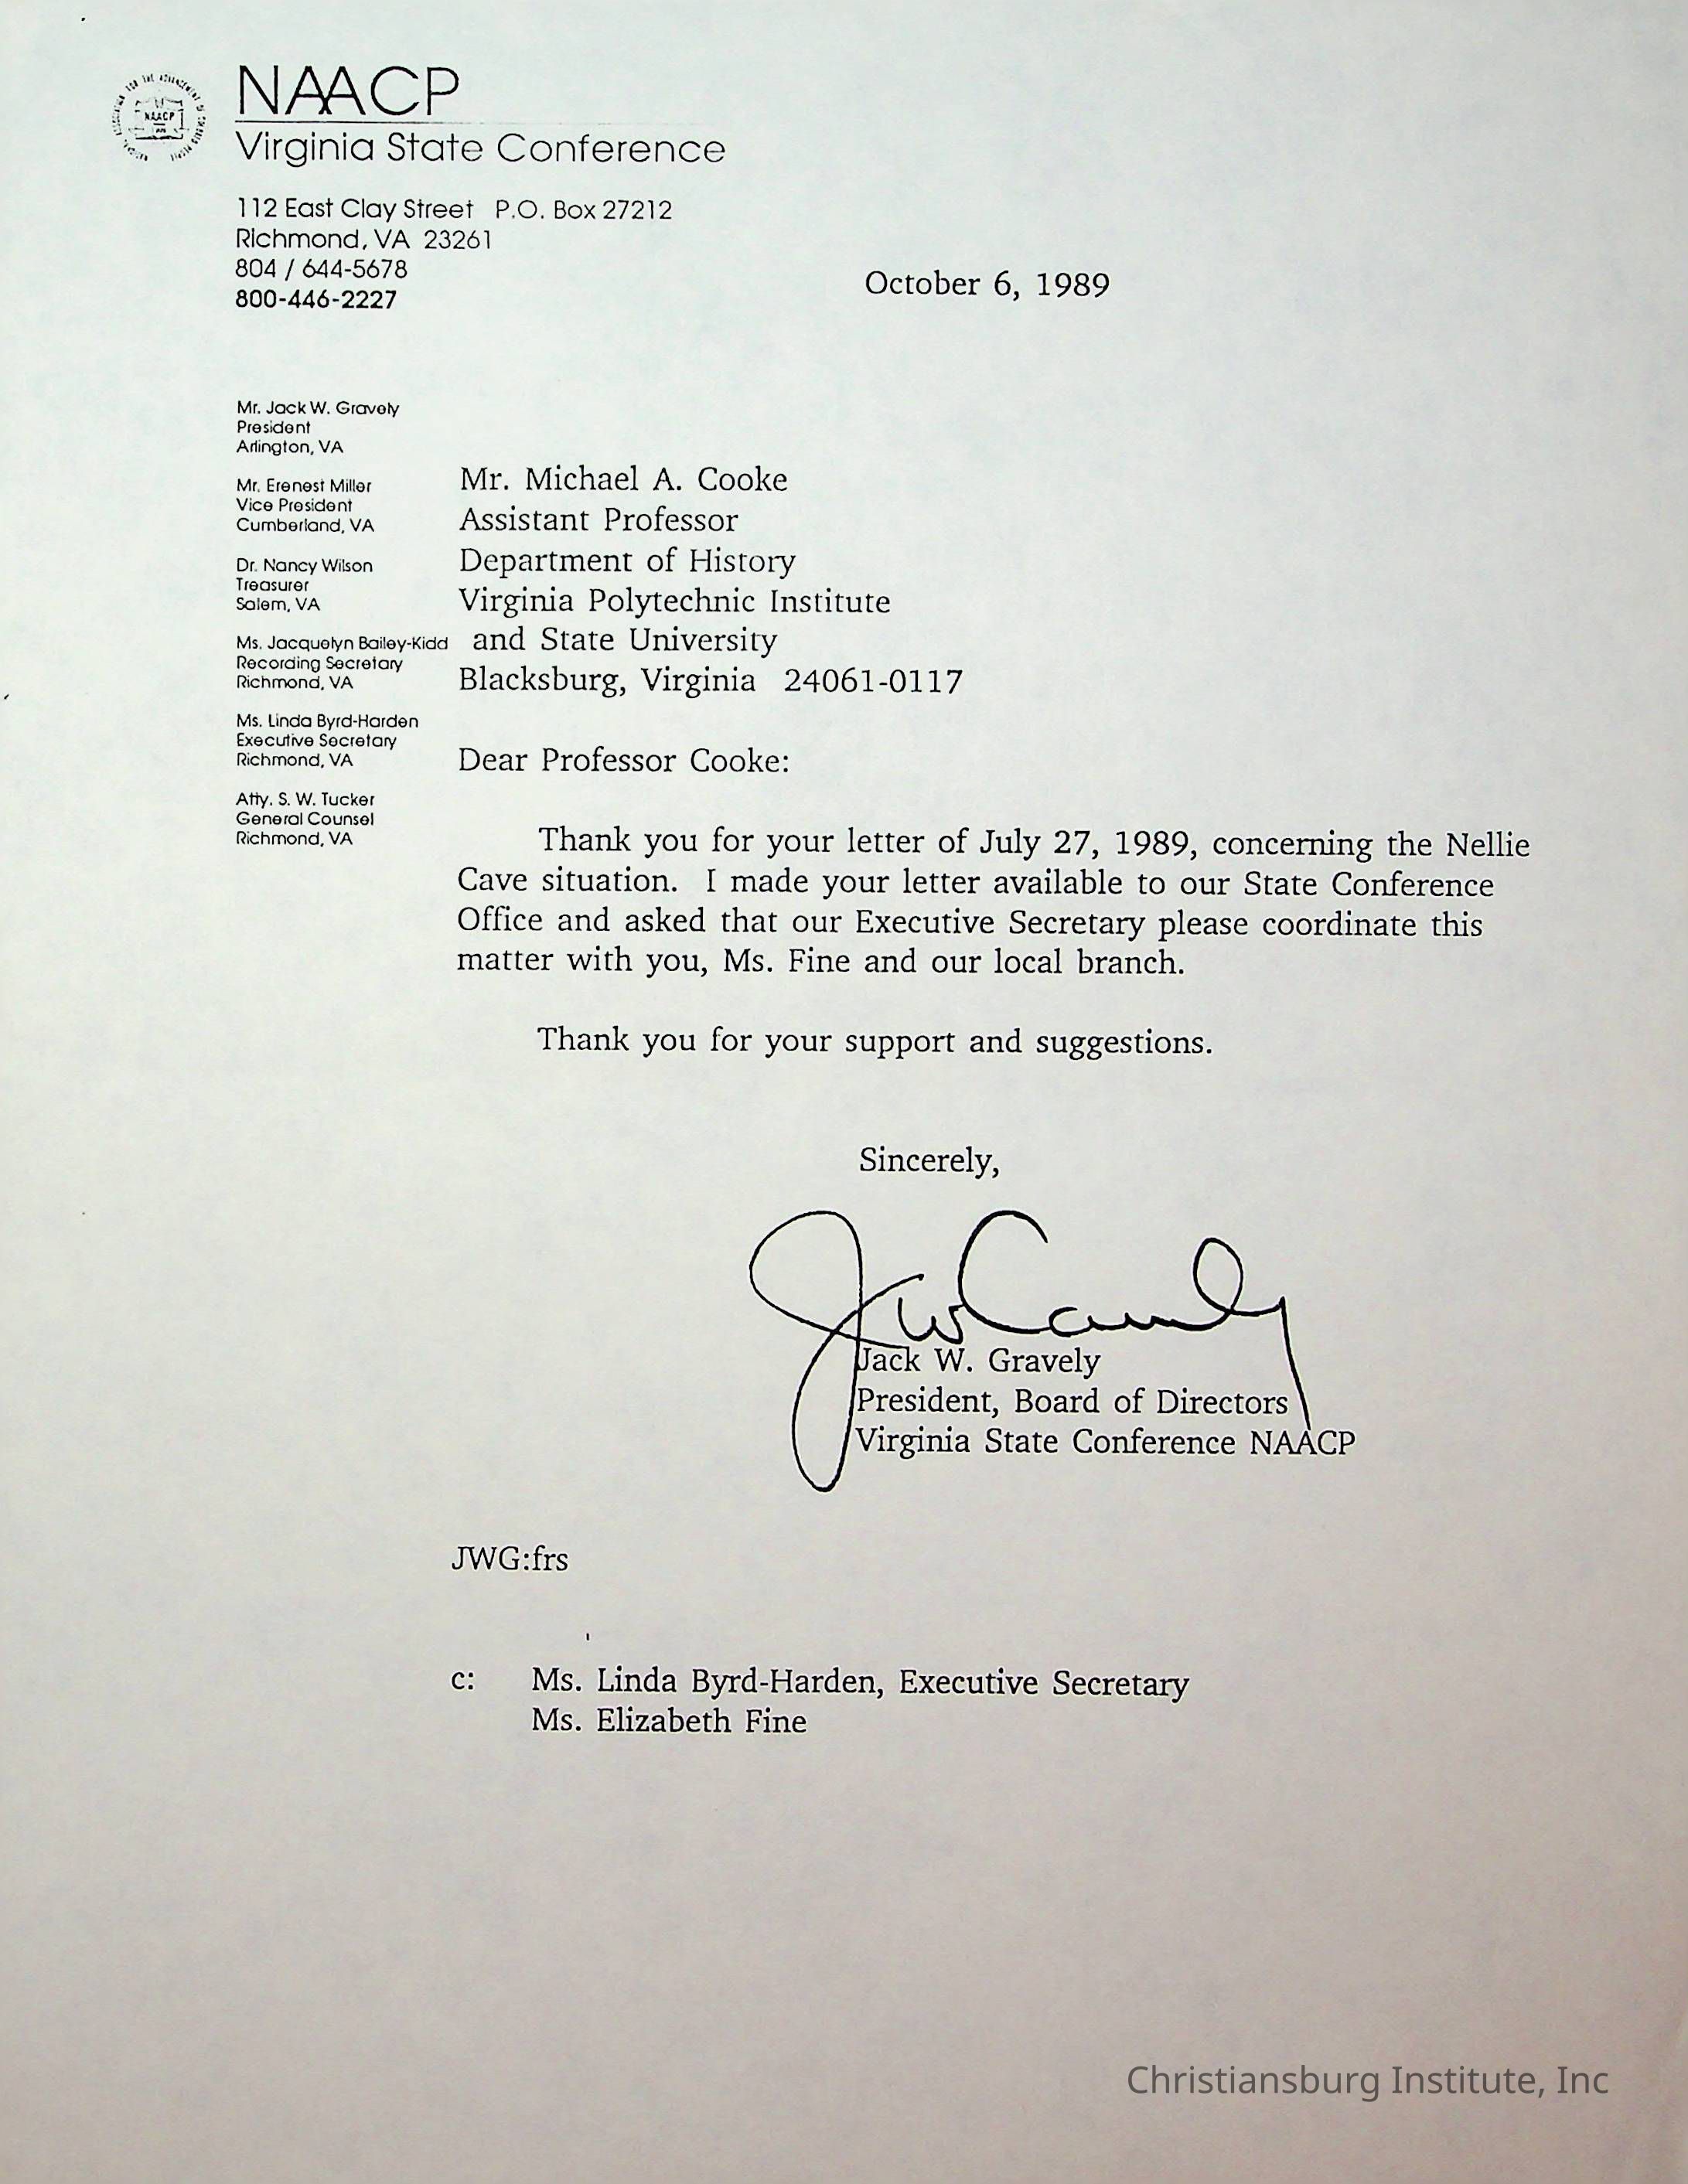 NAACP
Virginia State Conference
112 East Clay Street P.O. Box 27212
Richmond, VA 23261
804 / 644-5678
800-446-2227
October 6, 1989
Mr. Jack W. Gravely
President
Arlington, VA
Mr. Erenest Miller
Vice President
Cumberland, VA
Dr. Nancy Wilson
Treasurer
Salem, VA
Ms. Jacquelyn Bailey-Kidd
Recording Secretary
Richmond, VA
Ms. Linda Byrd-Harden
Executive Secretary
Richmond, VA
Atty. S. W. Tucker
General Counsel
Richmond, VA
Mr. Michael A. Cooke
Assistant Professor
Department of History
Virginia Polytechnic Institute
and State University
Blacksburg, Virginia 24061-0117
Dear Professor Cooke:
Thank you for your letter of July 27, 1989, concerning the Nellie
Cave situation. I made your letter available to our State Conference
Office and asked that our Executive Secretary please coordinate this
matter with you, Ms. Fine and our local branch.
Thank you for your support and suggestions.
Sincerely,
Jack W. Gravely
President, Board of Directors
Virginia State Conference NAACP
JWG:frs
c: Ms. Linda Byrd-Harden, Executive Secretary
Ms. Elizabeth Fine
Christiansburg Institute, Inc